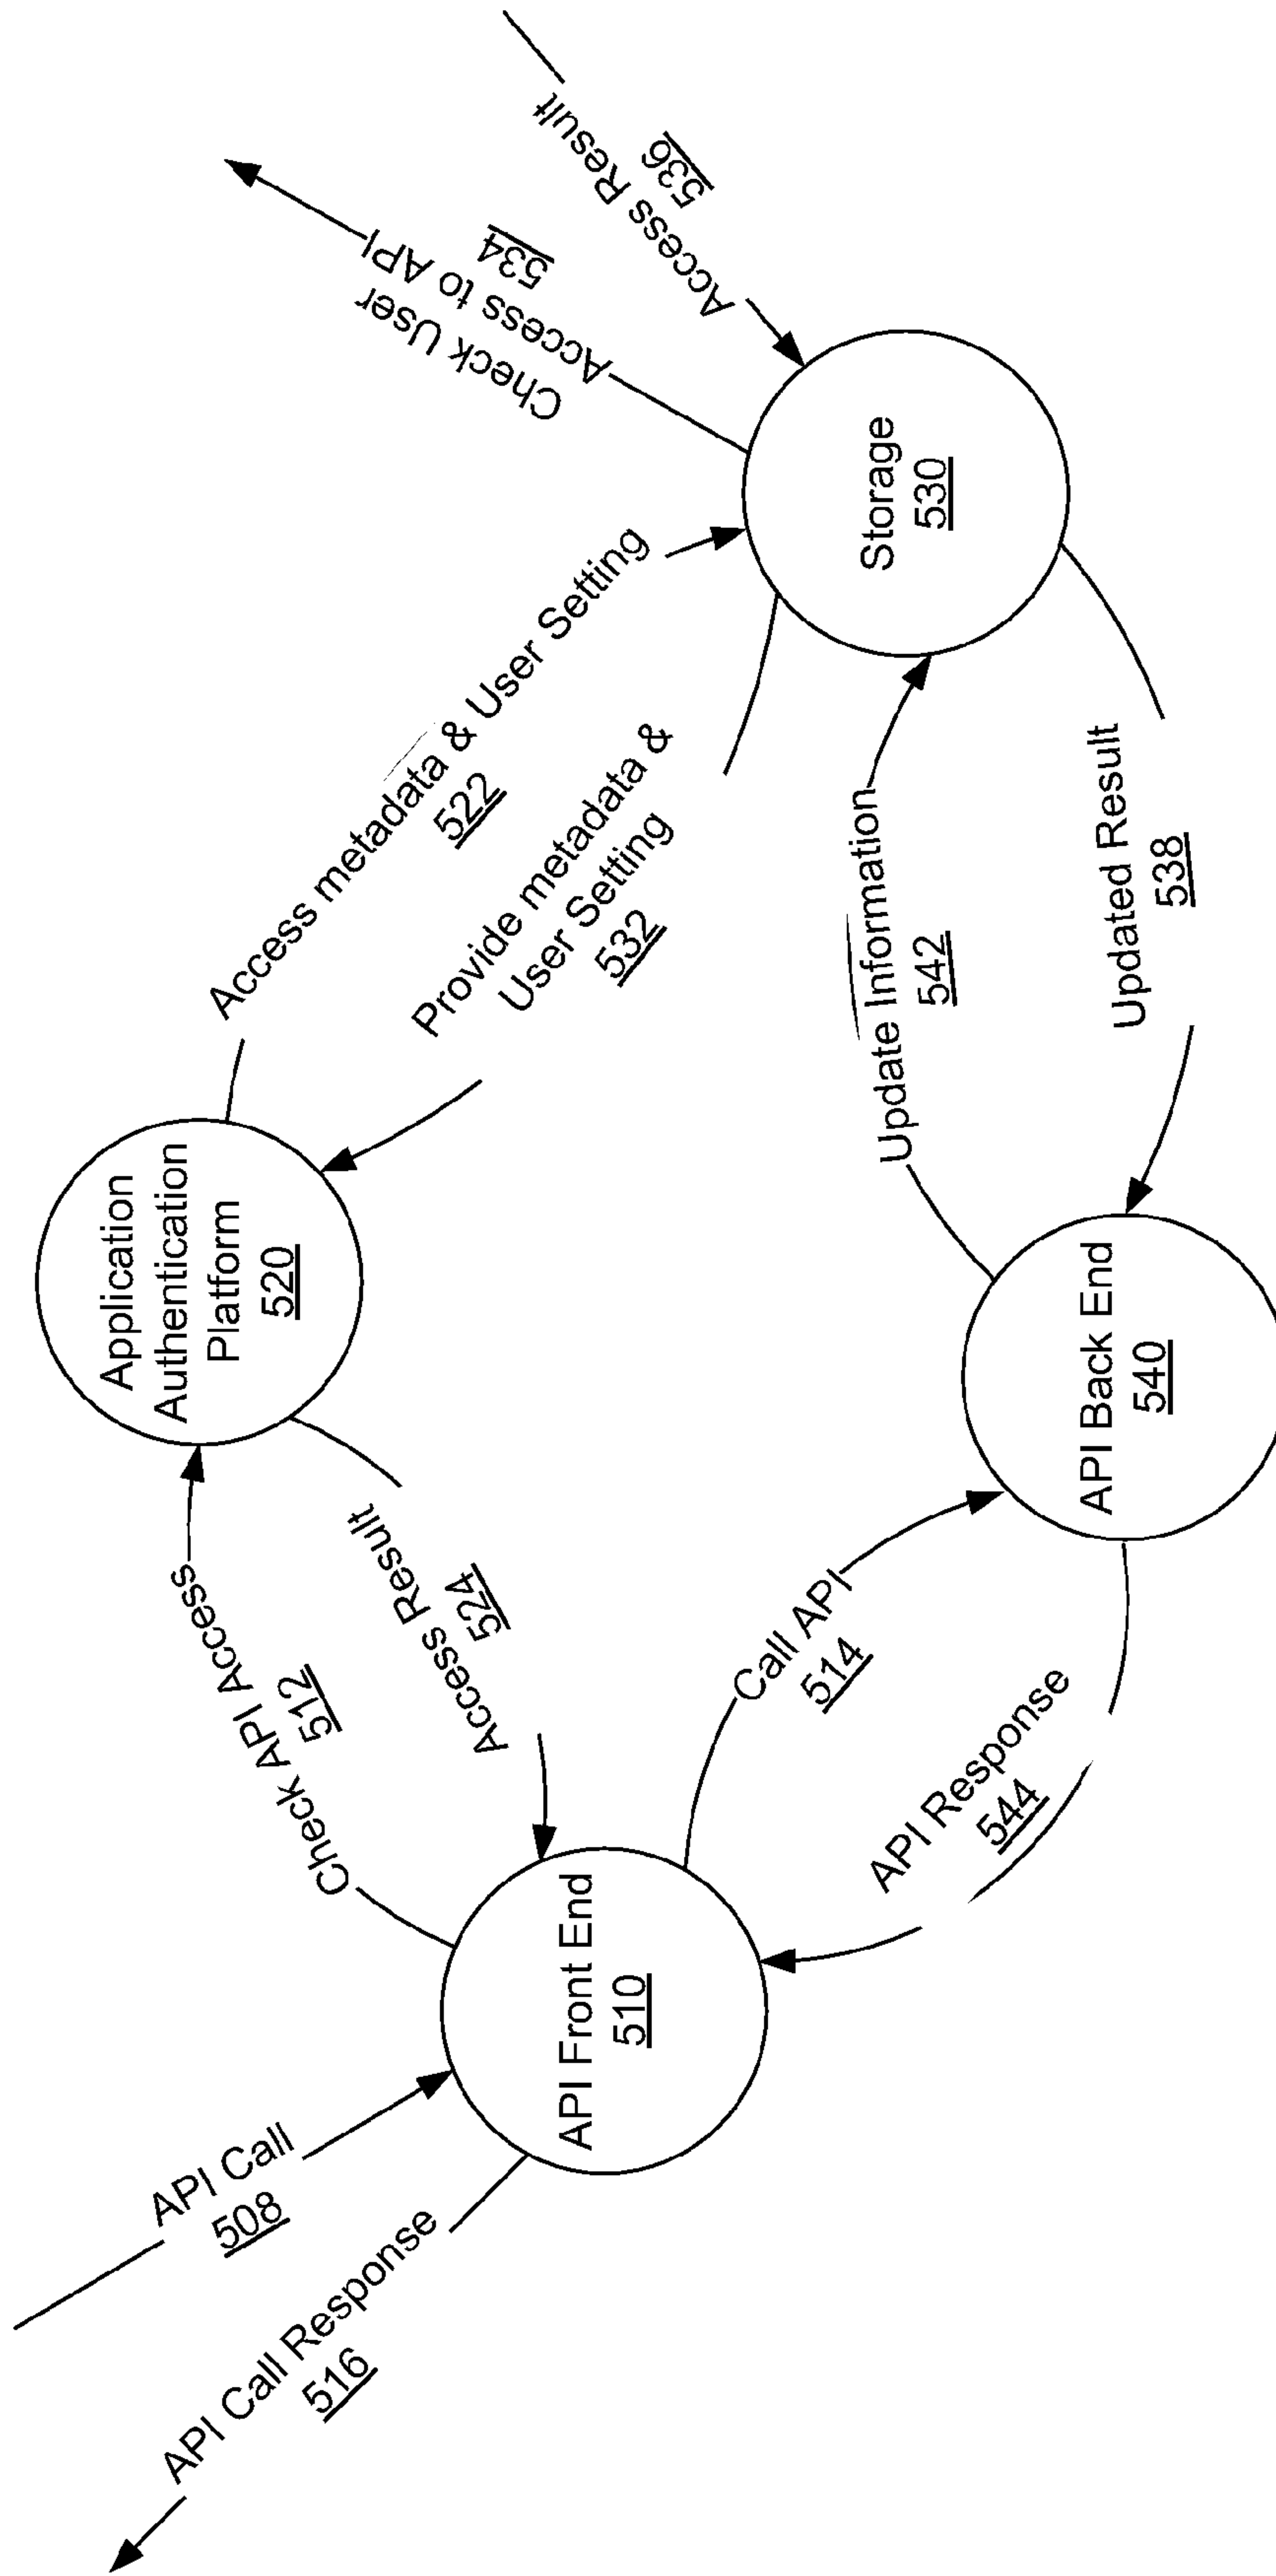 API Call
508
API Call Response
516
API Front End
510
Check API Access
512
Access Result
524
Application
Authentication
Platform
520
Call API
514
API Response
544
API Back End
540
Access metadata & User Setting
522
Provide metadata &
User Setting
532
Update Information
542
Updated Result
538
Storage
530
Check User
Access to API
534
Access Result
536